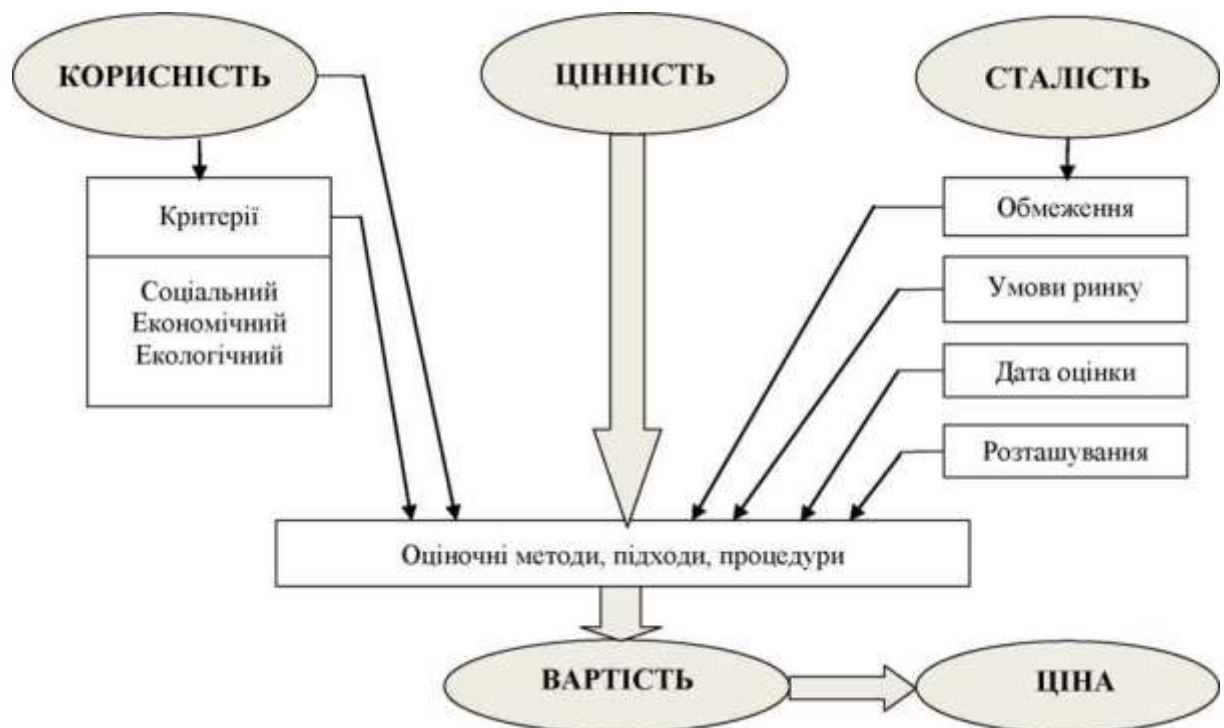 КОРИСНІСТЬ
ЦІННІСТЬ
СТАЛІСТЬ
Критерії
Соціальний
Економічний
Екологічний
Обмеження
Умови ринку
Дата оцінки
Розташування
Оціночні методи, підходи, процедури
ВАРТІСТЬ
ЦІНА